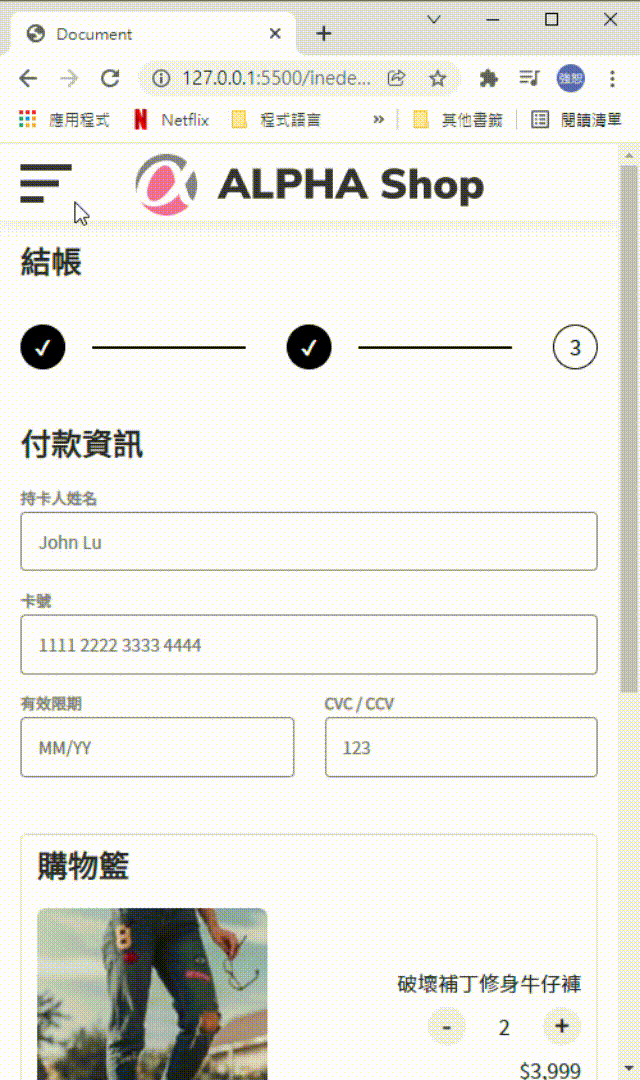 Document
127.0.0.1:5500/inede...
強恕
應用程式
Netflix
程式語言
»
其他書籤
閱讀清單
ALPHA Shop
結帳
3
付款資訊
持卡人姓名
John Lu
卡號
1111 2222 3333 4444
有效限期 CVC / CCV
MM/YY 123
購物籃
破壞補丁修身牛仔褲
- 2 +
$3,999